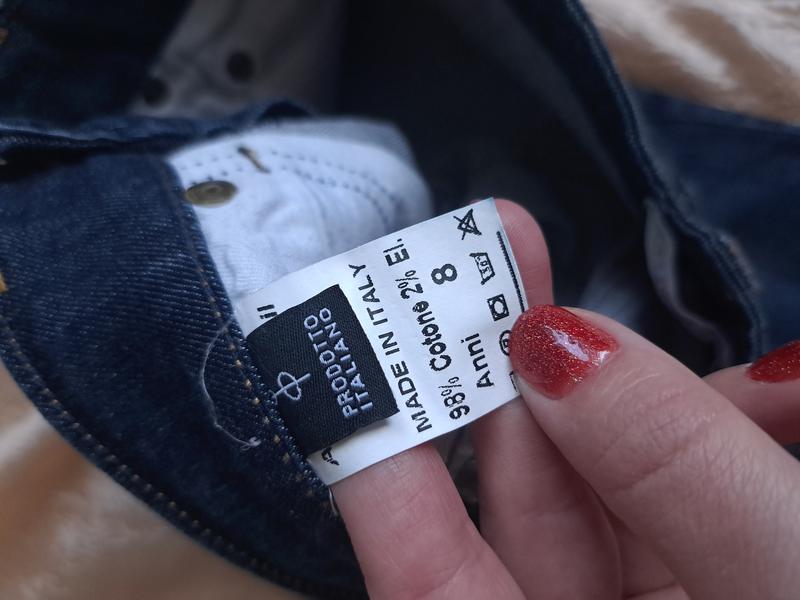 PRODOTTO
ITALIANO
MADE IN ITALY
98% Cotone 2% El.
Anni 8